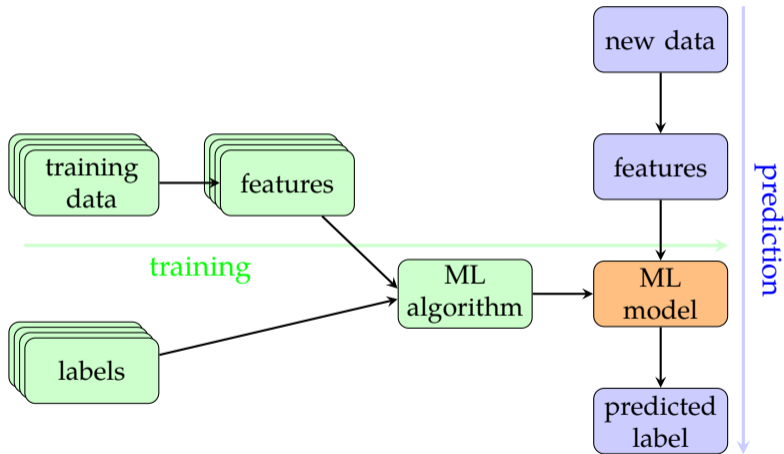 new data
training
data
features
features
prediction
training
ML
algorithm
ML
model
labels
predicted
label